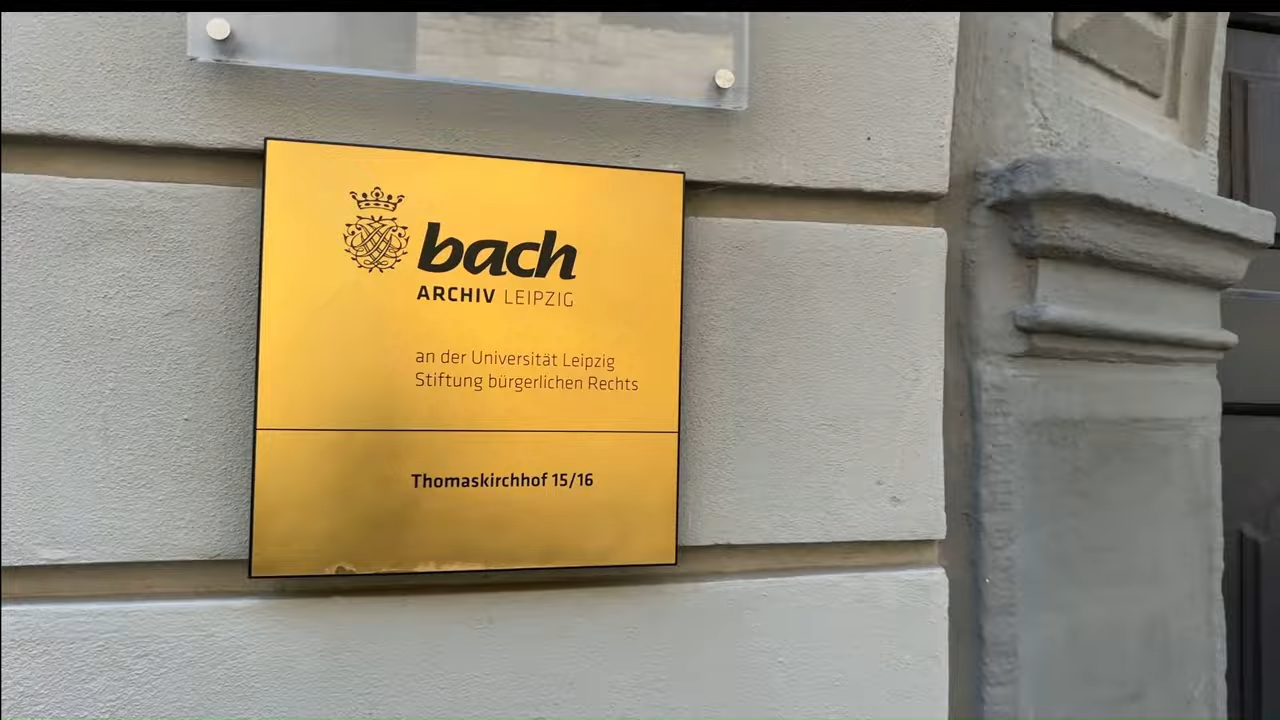 bach
ARCHIV LEIPZIG
an der Universität Leipzig
Stiftung bürgerlichen Rechts
Thomaskirchhof 15/16